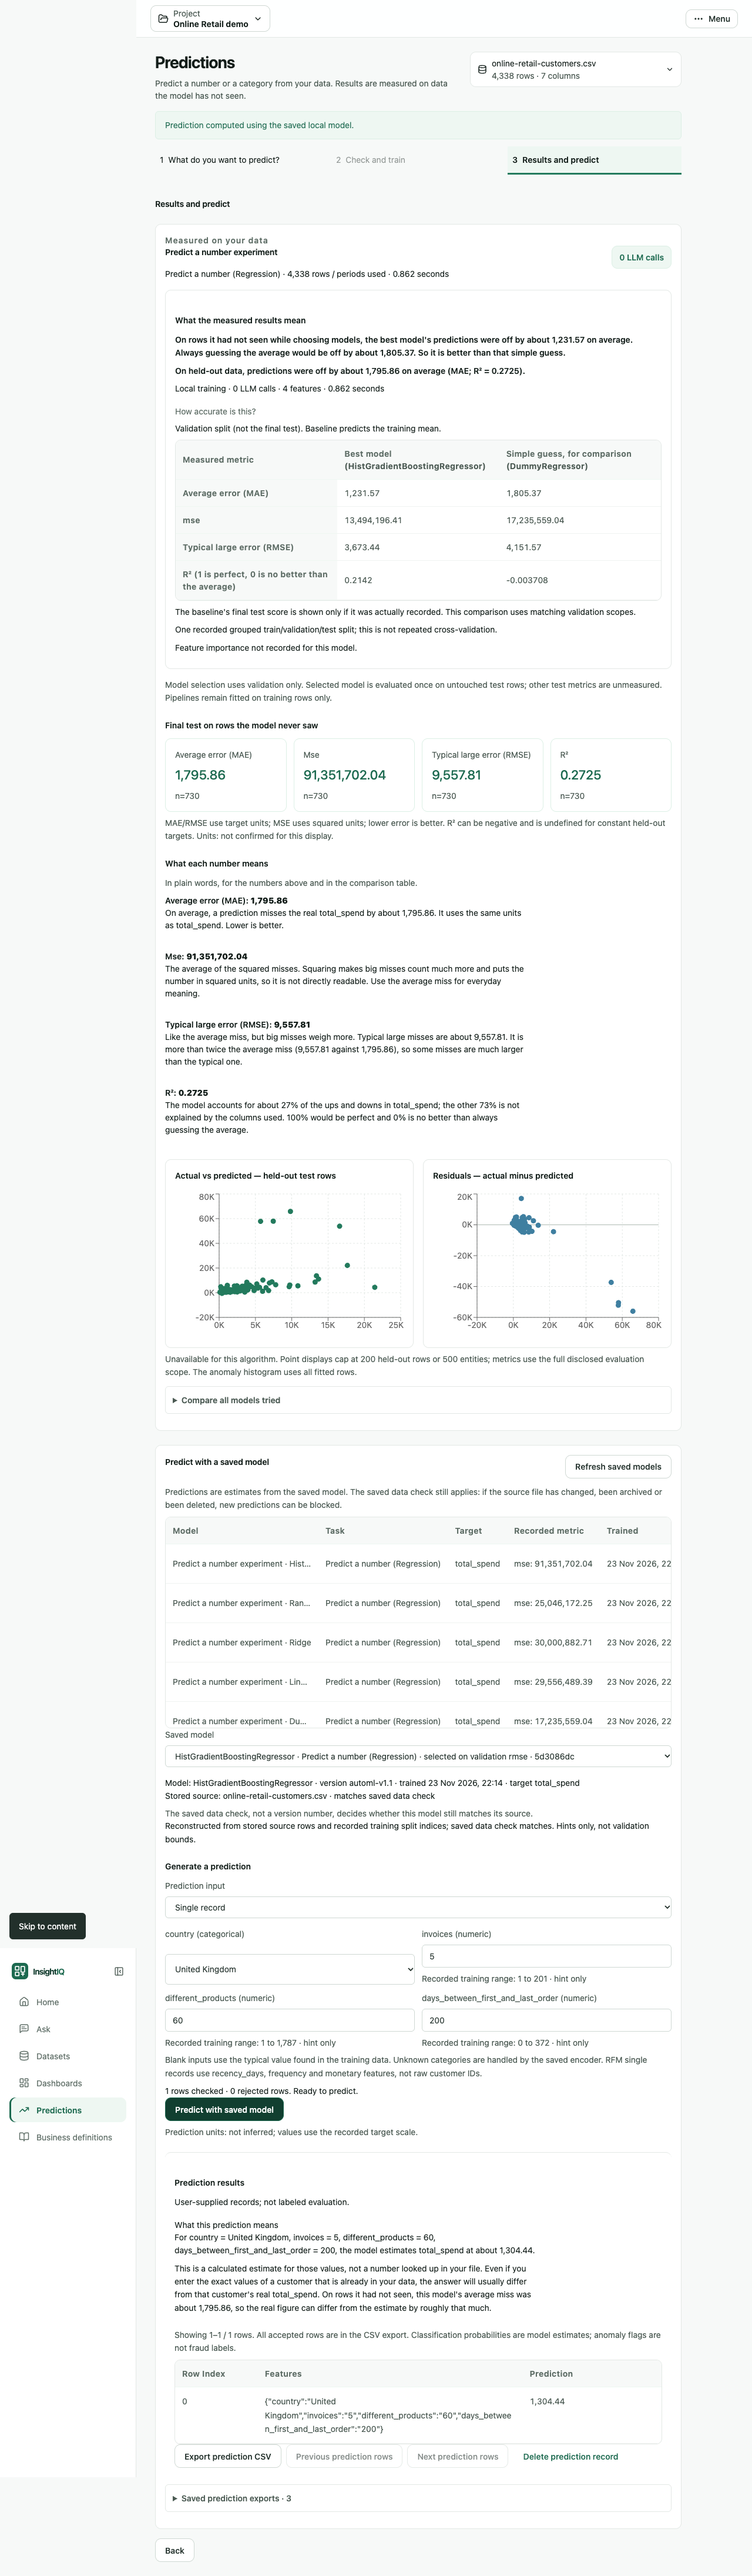 Project
Online Retail demo
Menu
Predictions
Predict a number or a category from your data. Results are measured on data
the model has not seen.
online-retail-customers.csv
4,338 rows · 7 columns
Prediction computed using the saved local model.
1 What do you want to predict?
2 Check and train
3 Results and predict
Results and predict
Measured on your data
Predict a number experiment
0 LLM calls
Predict a number (Regression) · 4,338 rows / periods used · 0.862 seconds
What the measured results mean
On rows it had not seen while choosing models, the best model's predictions were off by about 1,231.57 on average.
Always guessing the average would be off by about 1,805.37. So it is better than that simple guess.
On held-out data, predictions were off by about 1,795.86 on average (MAE; R² = 0.2725).
Local training · 0 LLM calls · 4 features · 0.862 seconds
How accurate is this?
Validation split (not the final test). Baseline predicts the training mean.
Measured metric
Best model
(HistGradientBoostingRegressor)
Simple guess, for comparison
(DummyRegressor)
Average error (MAE)
1,231.57
1,805.37
mse
13,494,196.41
17,235,559.04
Typical large error (RMSE)
3,673.44
4,151.57
R² (1 is perfect, 0 is no better than
the average)
0.2142
-0.003708
The baseline's final test score is shown only if it was actually recorded. This comparison uses matching validation scopes.
One recorded grouped train/validation/test split; this is not repeated cross-validation.
Feature importance not recorded for this model.
Model selection uses validation only. Selected model is evaluated once on untouched test rows; other test metrics are unmeasured.
Pipelines remain fitted on training rows only.
Final test on rows the model never saw
Average error (MAE)
1,795.86
n=730
Mse
91,351,702.04
n=730
Typical large error (RMSE)
9,557.81
n=730
R²
0.2725
n=730
MAE/RMSE use target units; MSE uses squared units; lower error is better. R² can be negative and is undefined for constant held-out
targets. Units: not confirmed for this display.
What each number means
In plain words, for the numbers above and in the comparison table.
Average error (MAE): 1,795.86
On average, a prediction misses the real total_spend by about 1,795.86. It uses the same units
as total_spend. Lower is better.
Mse: 91,351,702.04
The average of the squared misses. Squaring makes big misses count much more and puts the
number in squared units, so it is not directly readable. Use the average miss for everyday
meaning.
Typical large error (RMSE): 9,557.81
Like the average miss, but big misses weigh more. Typical large misses are about 9,557.81. It is
more than twice the average miss (9,557.81 against 1,795.86), so some misses are much larger
than the typical one.
R²: 0.2725
The model accounts for about 27% of the ups and downs in total_spend; the other 73% is not
explained by the columns used. 100% would be perfect and 0% is no better than always
guessing the average.
Actual vs predicted — held-out test rows
80K
60K
40K
20K
0K
-20K
0K 5K 10K 15K 20K 25K
Residuals — actual minus predicted
20K
0K
-20K
-40K
-60K
-20K 0K 20K 40K 60K 80K
Unavailable for this algorithm. Point displays cap at 200 held-out rows or 500 entities; metrics use the full disclosed evaluation
scope. The anomaly histogram uses all fitted rows.
Compare all models tried
Predict with a saved model
Refresh saved models
Predictions are estimates from the saved model. The saved data check still applies: if the source file has changed, been archived or
been deleted, new predictions can be blocked.
Model Task Target Recorded metric Trained
Predict a number experiment · Hist... Predict a number (Regression) total_spend mse: 91,351,702.04 23 Nov 2026, 22
Predict a number experiment · Ran... Predict a number (Regression) total_spend mse: 25,046,172.25 23 Nov 2026, 22
Predict a number experiment · Ridge Predict a number (Regression) total_spend mse: 30,000,882.71 23 Nov 2026, 22
Predict a number experiment · Lin... Predict a number (Regression) total_spend mse: 29,556,489.39 23 Nov 2026, 22
Predict a number experiment · Du... Predict a number (Regression) total_spend mse: 17,235,559.04 23 Nov 2026, 22
Saved model
HistGradientBoostingRegressor · Predict a number (Regression) · selected on validation rmse · 5d3086dc
Model: HistGradientBoostingRegressor · version automl-v1.1 · trained 23 Nov 2026, 22:14 · target total_spend
Stored source: online-retail-customers.csv · matches saved data check
The saved data check, not a version number, decides whether this model still matches its source.
Reconstructed from stored source rows and recorded training split indices; saved data check matches. Hints only, not validation
bounds.
Generate a prediction
Prediction input
Single record
country (categorical)
United Kingdom
invoices (numeric)
5
Recorded training range: 1 to 201 · hint only
different_products (numeric)
60
Recorded training range: 1 to 1,787 · hint only
days_between_first_and_last_order (numeric)
200
Recorded training range: 0 to 372 · hint only
Blank inputs use the typical value found in the training data. Unknown categories are handled by the saved encoder. RFM single
records use recency_days, frequency and monetary features, not raw customer IDs.
1 rows checked · 0 rejected rows. Ready to predict.
Predict with saved model
Prediction units: not inferred; values use the recorded target scale.
Prediction results
User-supplied records; not labeled evaluation.
What this prediction means
For country = United Kingdom, invoices = 5, different_products = 60,
days_between_first_and_last_order = 200, the model estimates total_spend at about 1,304.44.
This is a calculated estimate for those values, not a number looked up in your file. Even if you
enter the exact values of a customer that is already in your data, the answer will usually differ
from that customer's real total_spend. On rows it had not seen, this model's average miss was
about 1,795.86, so the real figure can differ from the estimate by roughly that much.
Showing 1–1 / 1 rows. All accepted rows are in the CSV export. Classification probabilities are model estimates; anomaly flags are
not fraud labels.
Row Index Features Prediction
0
{"country":"United
Kingdom","invoices":"5","different_products":"60","days_betwee
n_first_and_last_order":"200"}
1,304.44
Export prediction CSV
Previous prediction rows
Next prediction rows
Delete prediction record
Saved prediction exports · 3
Back
Skip to content
InsightIQ
Home
Ask
Datasets
Dashboards
Predictions
Business definitions